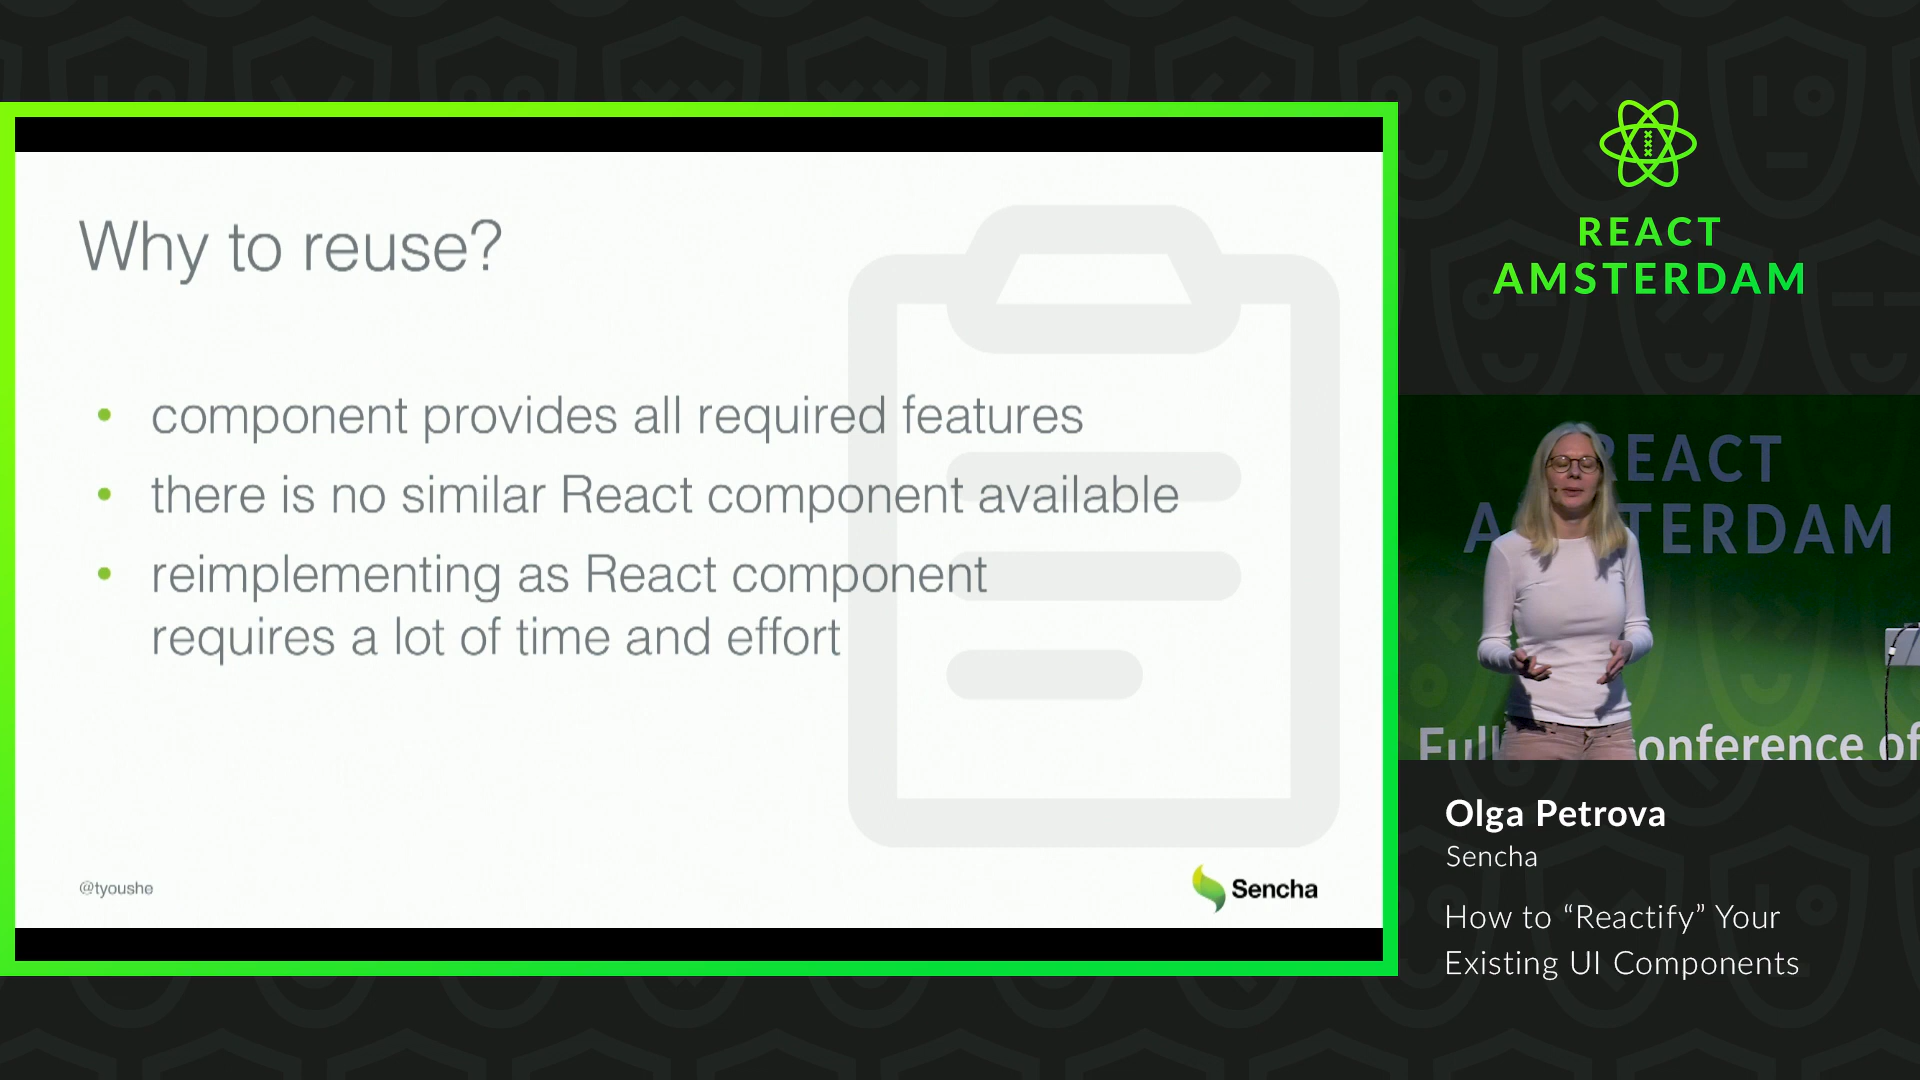 Why to reuse?
component provides all required features
there is no similar React component available
reimplementing as React component
requires a lot of time and effort
@tyoushe
Sencha
REACT
AMSTERDAM
REACT
AMSTERDAM
Full conference of
Olga Petrova
Sencha
How to “Reactify” Your
Existing UI Components